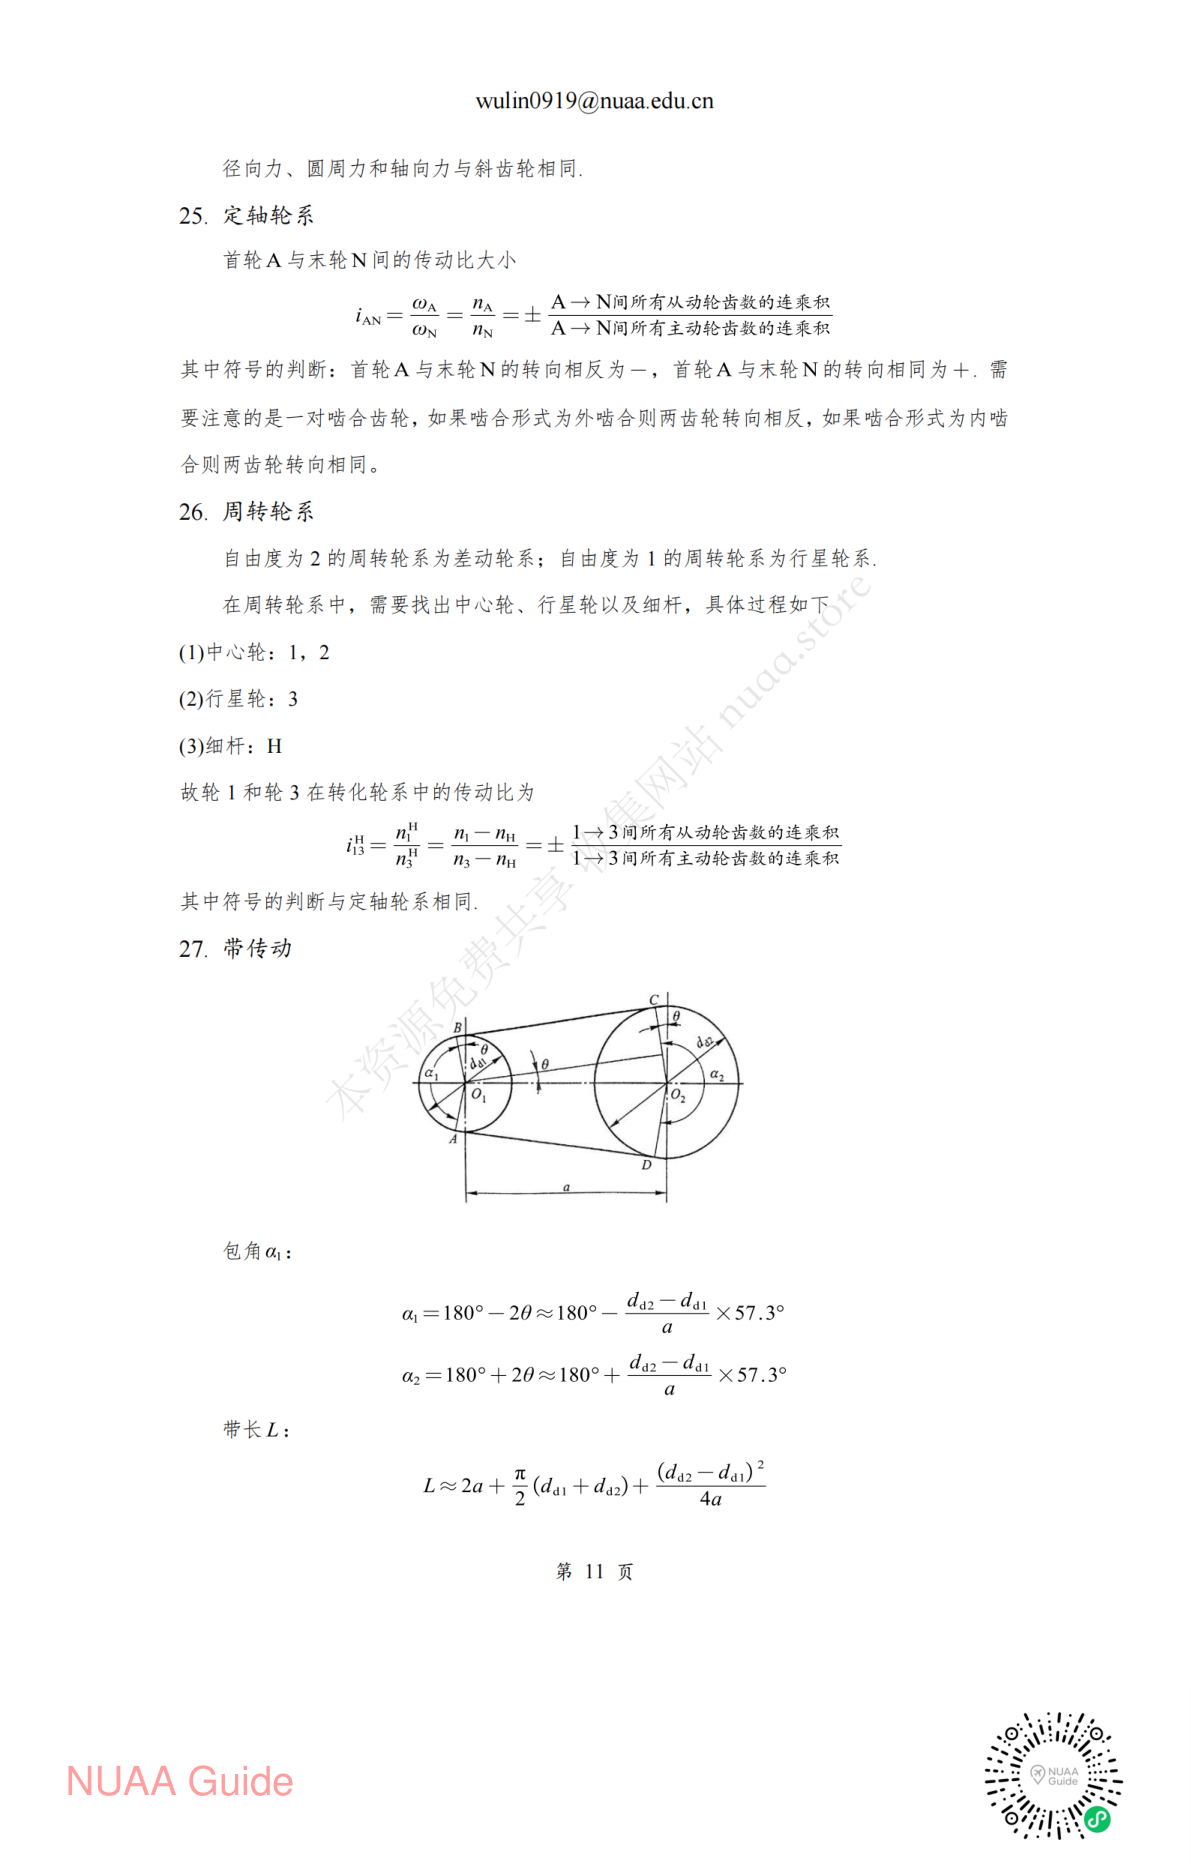 wulin0919@nuaa.edu.cn
径向力、圆周力和轴向力与斜齿轮相同.
25. 定轴轮系
首轮A与末轮N间的传动比大小
i_AN = ω_A/ω_N = n_A/n_N = ± A→N间所有从动轮齿数的连乘积/A→N间所有主动轮齿数的连乘积
其中符号的判断：首轮A与末轮N的转向相反为－，首轮A与末轮N的转向相同为＋. 需
要注意的是一对啮合齿轮，如果啮合形式为外啮合则两齿轮转向相反，如果啮合形式为内啮
合则两齿轮转向相同。
26. 周转轮系
自由度为 2 的周转轮系为差动轮系；自由度为 1 的周转轮系为行星轮系.
在周转轮系中，需要找出中心轮、行星轮以及细杆，具体过程如下
(1)中心轮：1，2
(2)行星轮：3
(3)细杆：H
故轮 1 和轮 3 在转化轮系中的传动比为
i_13^H = n_1^H/n_3^H = (n_1 − n_H)/(n_3 − n_H) = ± 1→3间所有从动轮齿数的连乘积/1→3间所有主动轮齿数的连乘积
其中符号的判断与定轴轮系相同.
27. 带传动
C
θ
B
θ
d_d2
d_d1
θ
α_1
α_2
O_1
O_2
A
D
a
包角α_1：
α_1 = 180° − 2θ ≈ 180° − (d_d2 − d_d1)/a × 57.3°
α_2 = 180° + 2θ ≈ 180° + (d_d2 − d_d1)/a × 57.3°
带长 L：
L ≈ 2a + π/2 (d_d1 + d_d2) + (d_d2 − d_d1)^2/4a
第 11 页
本资源免费共享 收集网站 nuaa.store
NUAA Guide
NUAA
Guide